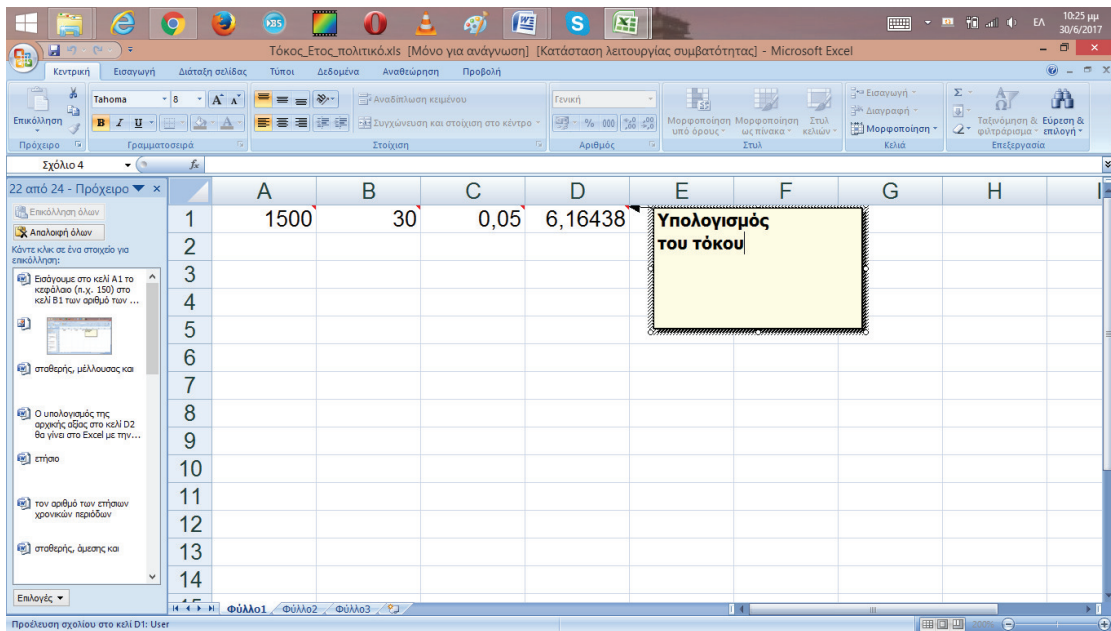 10:25 μμ
ΕΛ
30/6/2017
Τόκος_Ετος_πολιτικό.xls [Μόνο για ανάγνωση] [Κατάσταση λειτουργίας συμβατότητας] - Microsoft Excel
Κεντρική Εισαγωγή Διάταξη σελίδας Τύποι Δεδομένα Αναθεώρηση Προβολή
Επικόλληση
Tahoma 8
Αναδίπλωση κειμένου
Συγχώνευση και στοίχιση στο κέντρο
Γενική
% 000
Μορφοποίηση υπό όρους
Μορφοποίηση ως πίνακα
Στυλ κελιών
Εισαγωγή
Διαγραφή
Μορφοποίηση
Ταξινόμηση & φιλτράρισμα
Εύρεση & επιλογή
Πρόχειρο Γραμματοσειρά Στοίχιση Αριθμός Στυλ Κελιά Επεξεργασία
Σχόλιο 4 fx
22 από 24 - Πρόχειρο
Επικόλληση όλων
Απαλοιφή όλων
Κάντε κλικ σε ένα στοιχείο για
επικόλληση:
Εισάγουμε στο κελί Α1 το
κεφάλαιο (π.χ. 150) στο
κελί Β1 των αριθμό των ...
σταθερής, μέλλουσας και
Ο υπολογισμός της
αρχικής αξίας στο κελί D2
θα γίνει στο Excel με την...
ετήσιο
τον αριθμό των ετήσιων
χρονικών περιόδων
σταθερής, άμεσης και
Επιλογές
A B C D E F G H I
1 1500 30 0,05 6,16438
Υπολογισμός
του τόκου
2
3
4
5
6
7
8
9
10
11
12
13
14
Φύλλο1 Φύλλο2 Φύλλο3
Προέλευση σχολίου στο κελί D1: User
200%